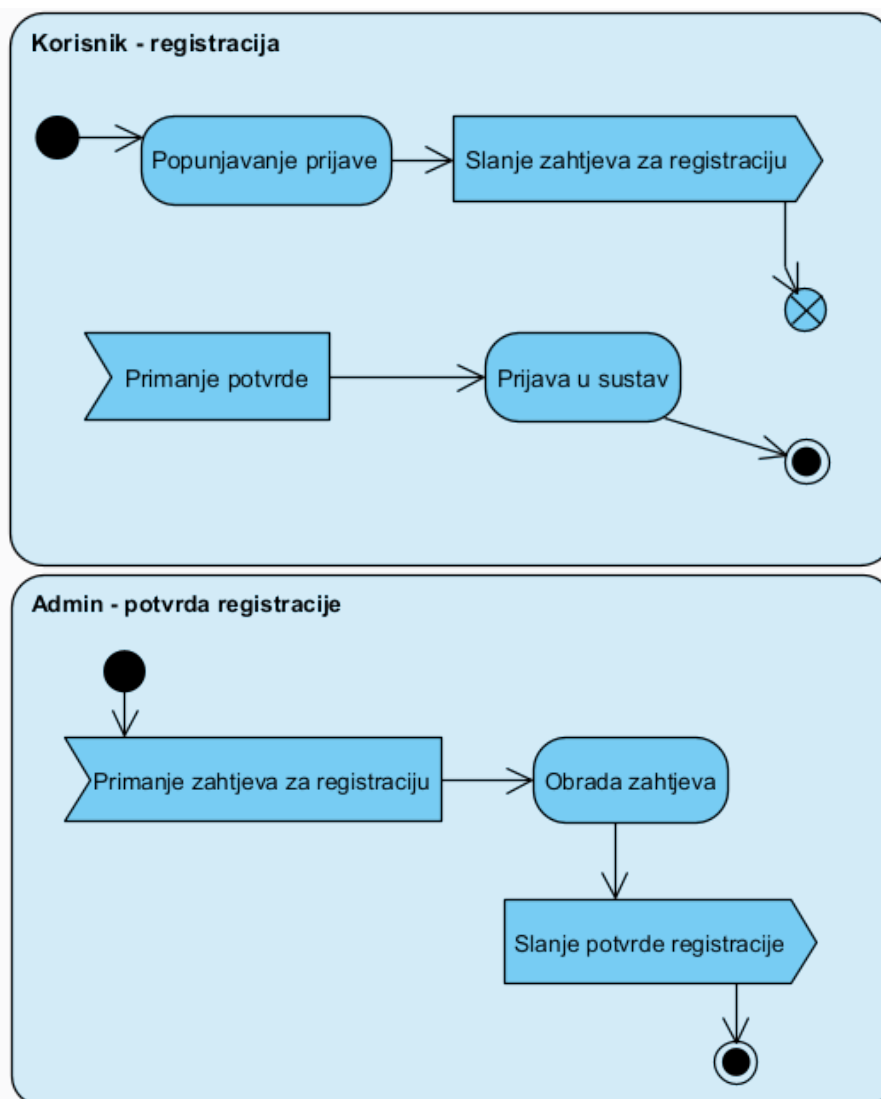 Korisnik - registracija
Popunjavanje prijave
Slanje zahtjeva za registraciju
Primanje potvrde
Prijava u sustav
Admin - potvrda registracije
Primanje zahtjeva za registraciju
Obrada zahtjeva
Slanje potvrde registracije